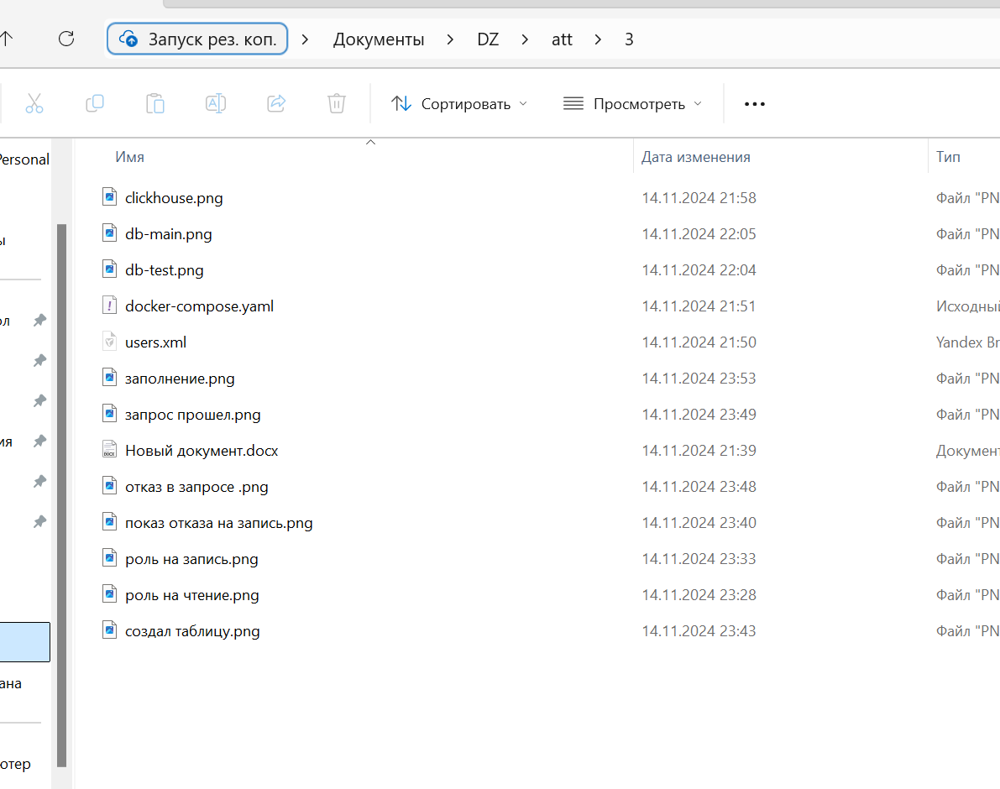 Запуск рез. коп. > Документы > DZ > att > 3
Сортировать Просмотреть
Personal
Имя Дата изменения Тип
clickhouse.png 14.11.2024 21:58 Файл "PN
db-main.png 14.11.2024 22:05 Файл "PN
db-test.png 14.11.2024 22:04 Файл "PN
docker-compose.yaml 14.11.2024 21:51 Исходный
users.xml 14.11.2024 21:50 Yandex Br
заполнение.png 14.11.2024 23:53 Файл "PN
запрос прошел.png 14.11.2024 23:49 Файл "PN
Новый документ.docx 14.11.2024 21:39 Документ
отказ в запросе .png 14.11.2024 23:48 Файл "PN
показ отказа на запись.png 14.11.2024 23:40 Файл "PN
роль на запись.png 14.11.2024 23:33 Файл "PN
роль на чтение.png 14.11.2024 23:28 Файл "PN
создал таблицу.png 14.11.2024 23:43 Файл "PN
ы
ол
ия
ана
ютер